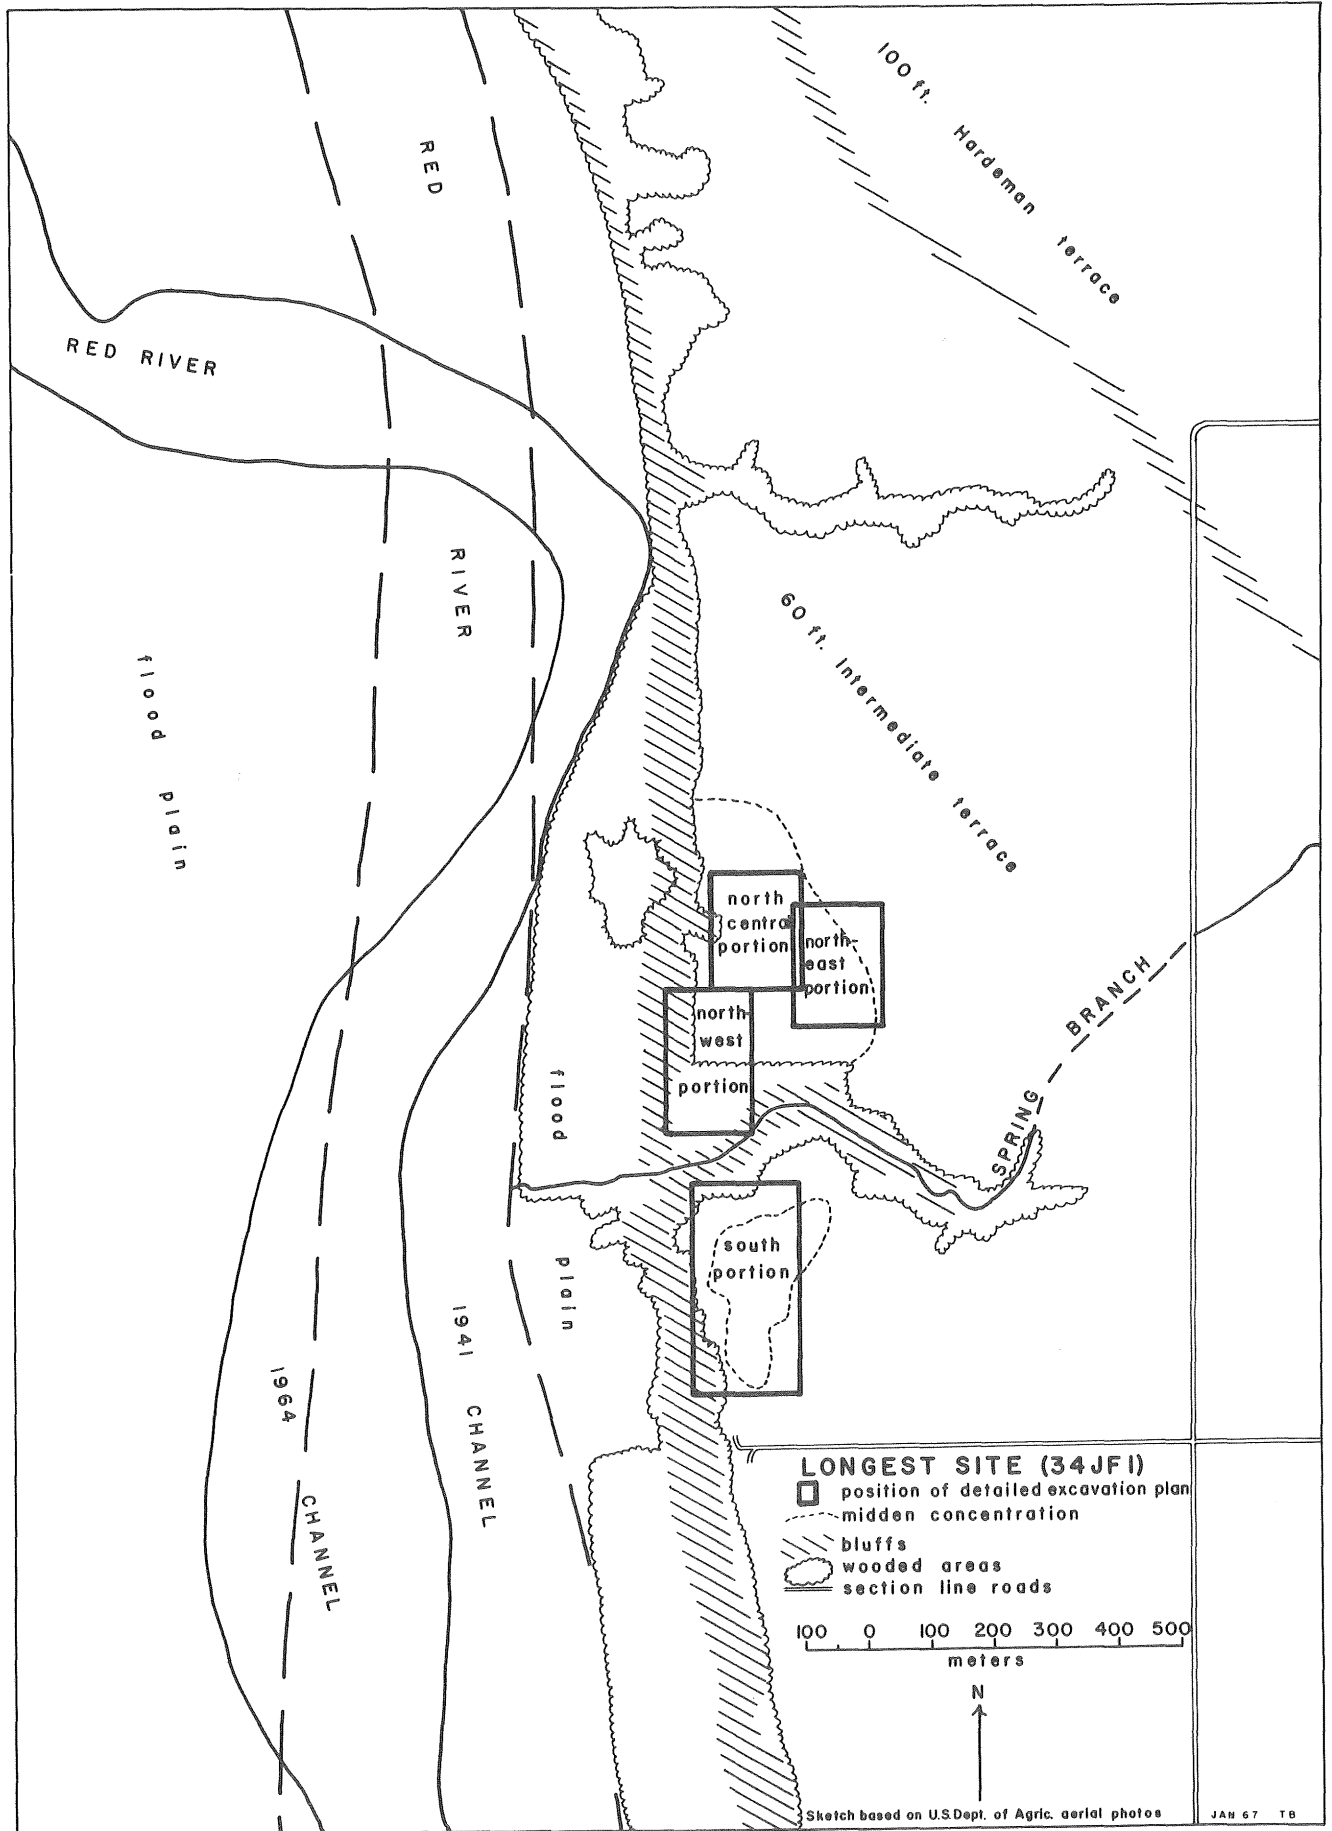 100 ft. Hardeman terrace
RED
RED RIVER
RIVER
60 ft. Intermediate terrace
flood plain
north
central
portion
north-
east
portion
north-
west
portion
BRANCH
SPRING
flood
plain
south
portion
1941 CHANNEL
1964 CHANNEL
LONGEST SITE (34JF1)
position of detailed excavation plan
midden concentration
bluffs
wooded areas
section line roads
100 0 100 200 300 400 500
meters
N
Sketch based on U.S. Dept. of Agric. aerial photos
JAN 67 TB